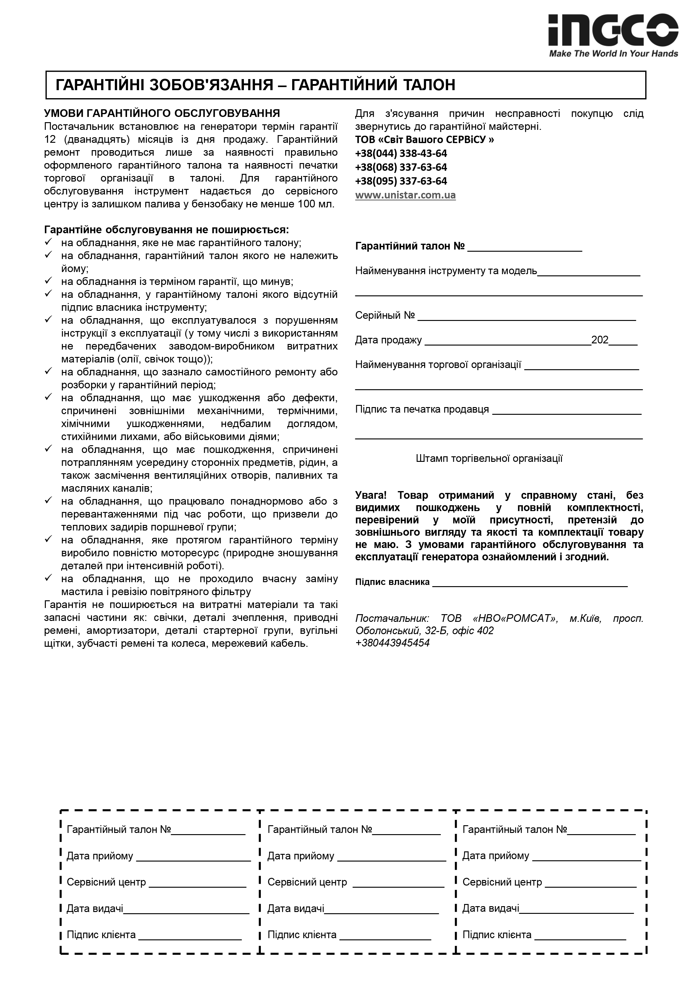 iNGCO
Make The World In Your Hands
ГАРАНТІЙНІ ЗОБОВ'ЯЗАННЯ – ГАРАНТІЙНИЙ ТАЛОН
УМОВИ ГАРАНТІЙНОГО ОБСЛУГОВУВАННЯ
Постачальник встановлює на генератори термін гарантії
12 (дванадцять) місяців із дня продажу. Гарантійний
ремонт проводиться лише за наявності правильно
оформленого гарантійного талона та наявності печатки
торгової організації в талоні. Для гарантійного
обслуговування інструмент надається до сервісного
центру із залишком палива у бензобаку не менше 100 мл.
Гарантійне обслуговування не поширюється:
✓ на обладнання, яке не має гарантійного талону;
✓ на обладнання, гарантійний талон якого не належить
йому;
✓ на обладнання із терміном гарантії, що минув;
✓ на обладнання, у гарантійному талоні якого відсутній
підпис власника інструменту;
✓ на обладнання, що експлуатувалося з порушенням
інструкції з експлуатації (у тому числі з використанням
не передбачених заводом-виробником витратних
матеріалів (олії, свічок тощо));
✓ на обладнання, що зазнало самостійного ремонту або
розборки у гарантійний період;
✓ на обладнання, що має ушкодження або дефекти,
спричинені зовнішніми механічними, термічними,
хімічними ушкодженнями, недбалим доглядом,
стихійними лихами, або військовими діями;
✓ на обладнання, що має пошкодження, спричинені
потраплянням усередину сторонніх предметів, рідин, а
також засмічення вентиляційних отворів, паливних та
масляних каналів;
✓ на обладнання, що працювало понаднормово або з
перевантаженнями під час роботи, що призвели до
теплових задирів поршневої групи;
✓ на обладнання, яке протягом гарантійного терміну
виробило повністю моторесурс (природне зношування
деталей при інтенсивній роботі).
✓ на обладнання, що не проходило вчасну заміну
мастила і ревізію повітряного фільтру
Гарантія не поширюється на витратні матеріали та такі
запасні частини як: свічки, деталі зчеплення, приводні
ремені, амортизатори, деталі стартерної групи, вугільні
щітки, зубчасті ремені та колеса, мережевий кабель.
Для з'ясування причин несправності покупцю слід
звернутись до гарантійної майстерні.
ТОВ «Світ Вашого СЕРВіСУ »
+38(044) 338-43-64
+38(068) 337-63-64
+38(095) 337-63-64
www.unistar.com.ua
Гарантійний талон № ____________________
Найменування інструменту та модель__________________
__________________________________________________
Серійный № ______________________________________
Дата продажу _____________________________202_____
Найменування торгової організації ____________________
__________________________________________________
Підпис та печатка продавця __________________________
__________________________________________________
Штамп торгівельної організації
Увага! Товар отриманий у справному стані, без
видимих пошкоджень у повній комплектності,
перевірений у моїй присутності, претензій до
зовнішнього вигляду та якості та комплектації товару
не маю. З умовами гарантійного обслуговування та
експлуатації генератора ознайомлений і згодний.
Підпис власника __________________________________
Постачальник: ТОВ «НВО«РОМСАТ», м.Київ, просп.
Оболонський, 32-Б, офіс 402
+380443945454
Гарантійный талон №_____________
Дата прийому ____________________
Сервісний центр _________________
Дата видачі______________________
Підпис клієнта __________________
Гарантійный талон №____________
Дата прийому ___________________
Сервісний центр ________________
Дата видачі____________________
Підпис клієнта ________________
Гарантійный талон №____________
Дата прийому ___________________
Сервісний центр ________________
Дата видачі____________________
Підпис клієнта ________________